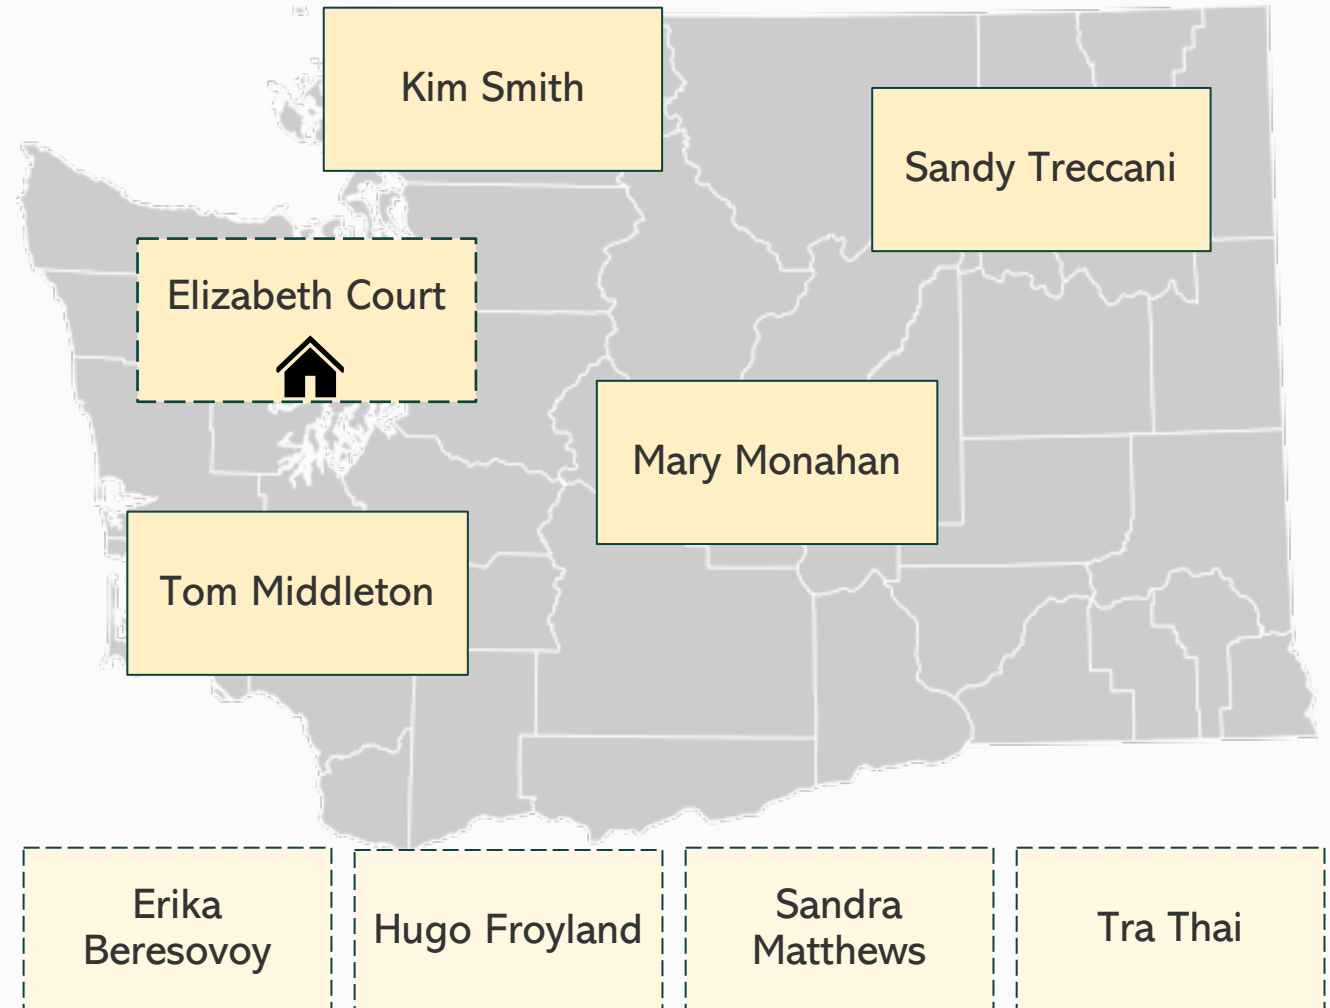 Kim Smith
Sandy Treccani
Elizabeth Court
Mary Monahan
Tom Middleton
Erika
Beresovoy
Hugo Froyland
Sandra
Matthews
Tra Thai